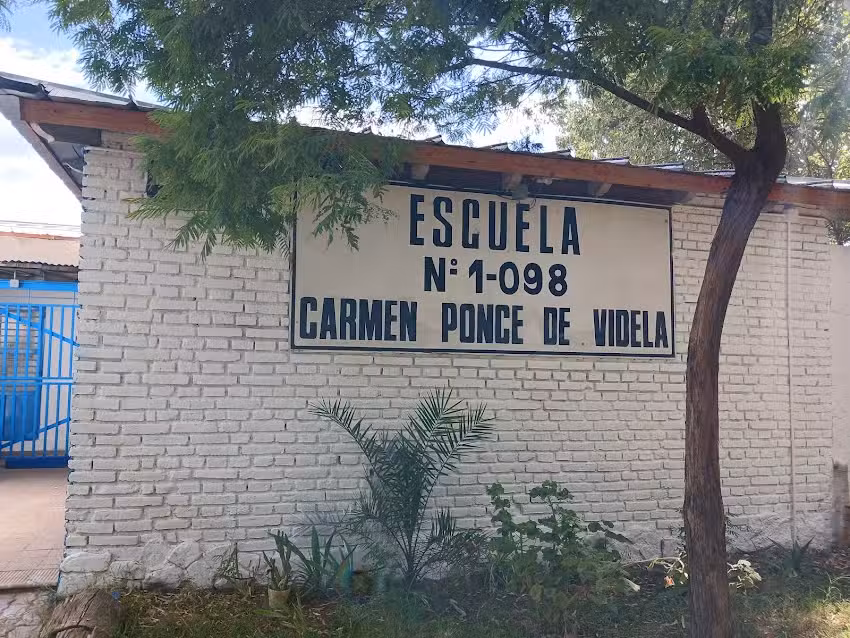 ESCUELA
Nº 1-098
CARMEN PONCE DE VIDELA